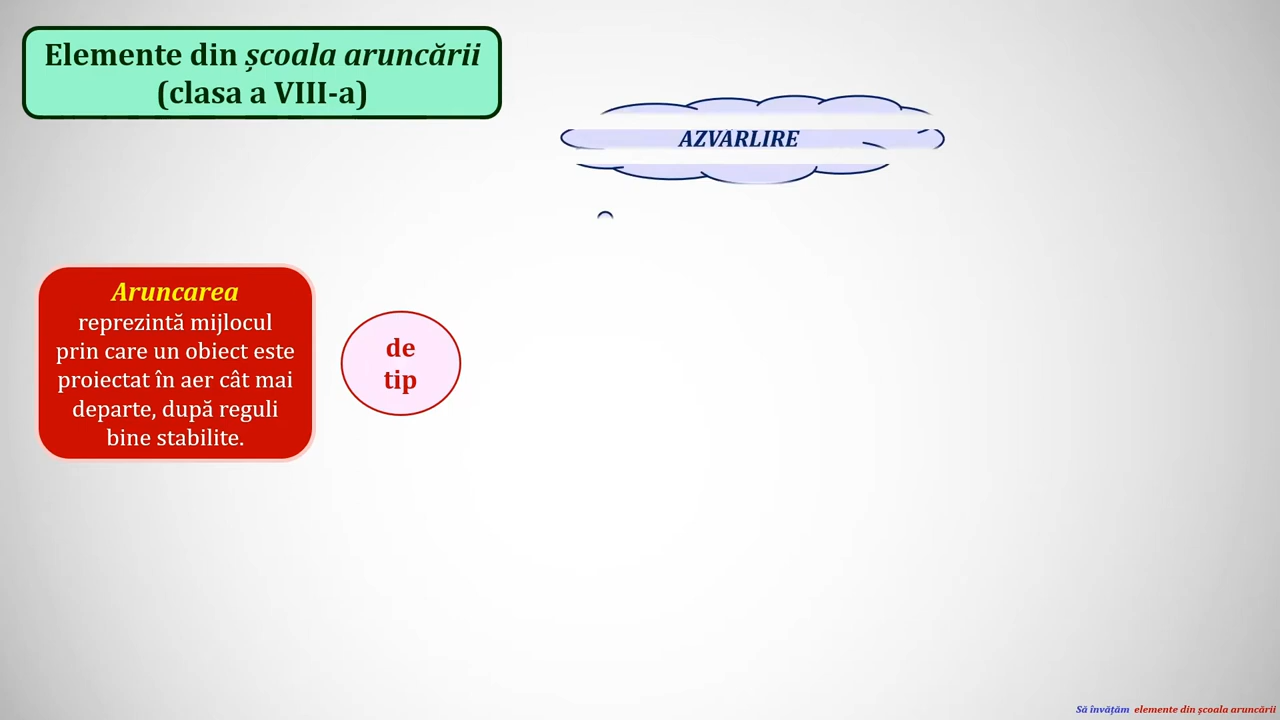 Elemente din școala aruncării
(clasa a VIII-a)
AZVARLIRE
Aruncarea
reprezintă mijlocul
prin care un obiect este
proiectat în aer cât mai
departe, după reguli
bine stabilite.
de
tip
Să învățăm elemente din școala aruncării